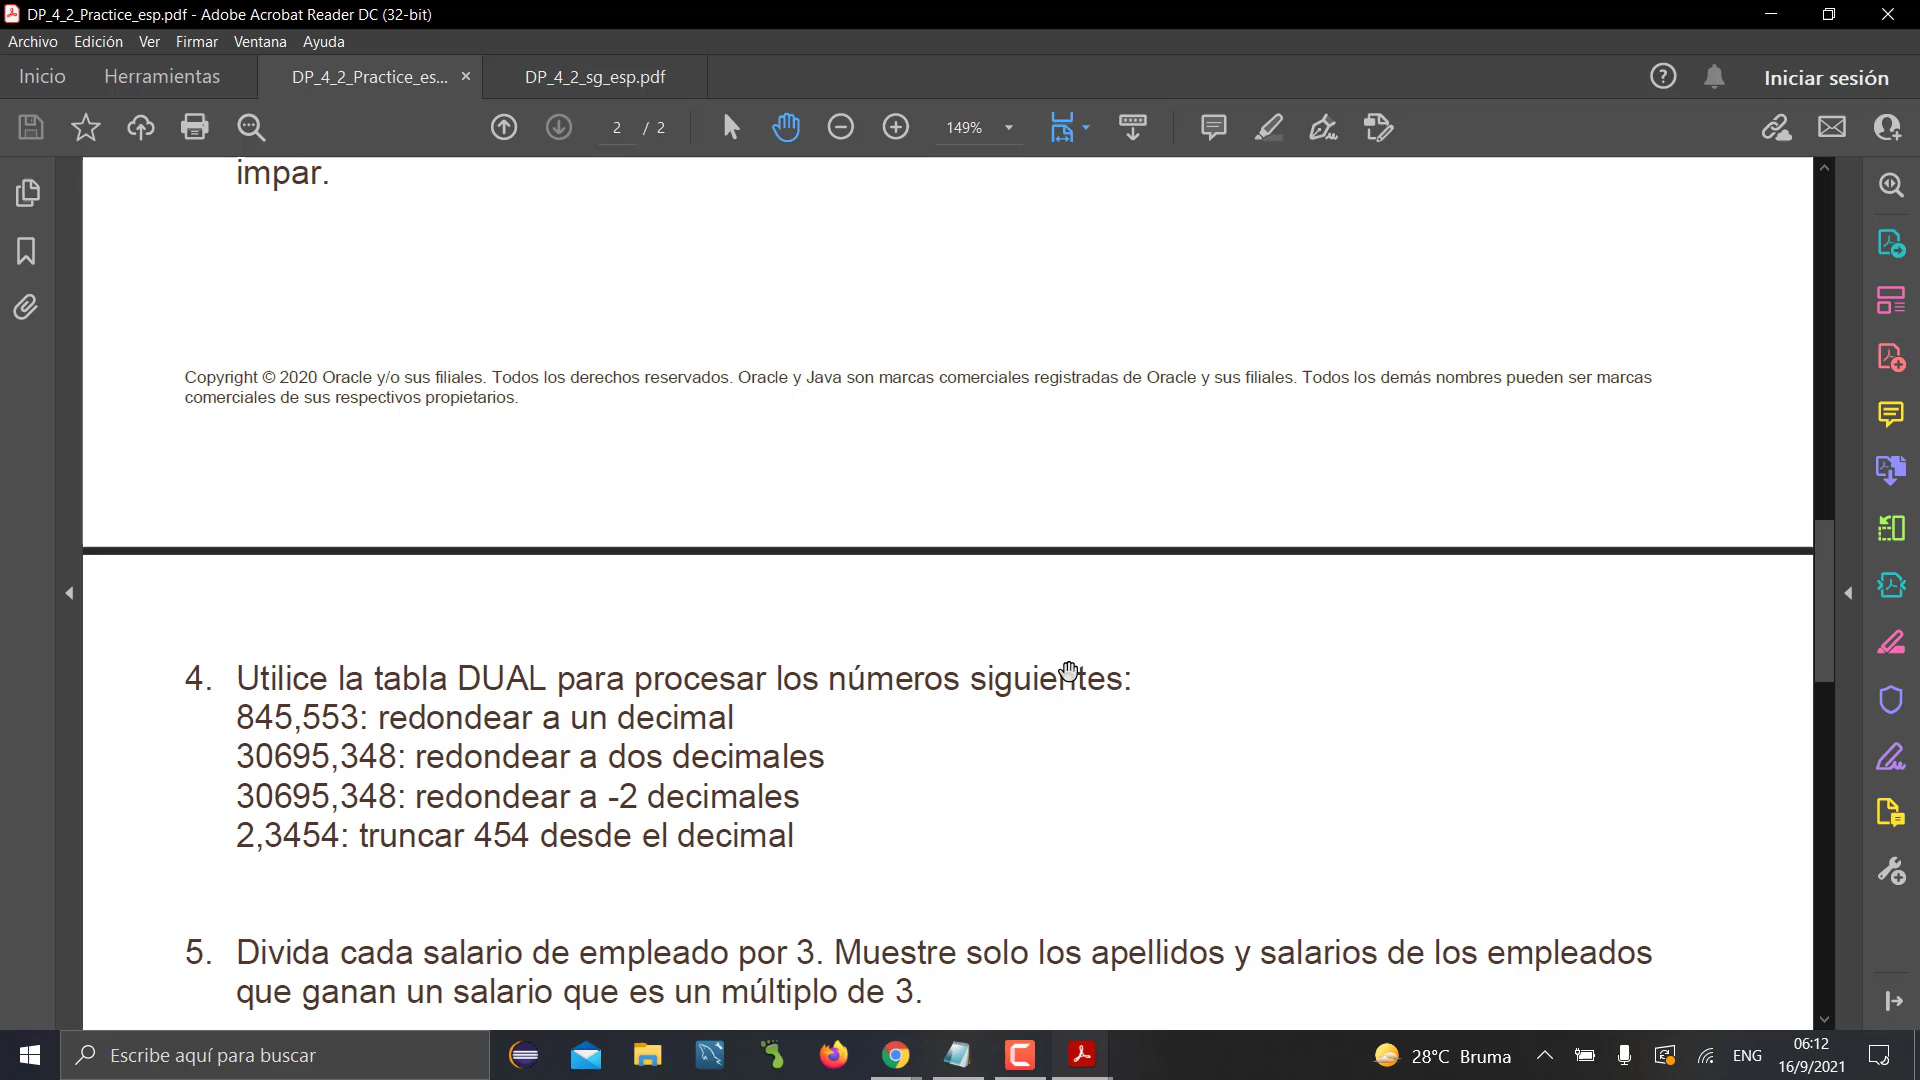 DP_4_2_Practice_esp.pdf - Adobe Acrobat Reader DC (32-bit)
Archivo Edición Ver Firmar Ventana Ayuda
Inicio Herramientas DP_4_2_Practice_es... × DP_4_2_sg_esp.pdf Iniciar sesión
2 / 2 149%
impar.
Copyright © 2020 Oracle y/o sus filiales. Todos los derechos reservados. Oracle y Java son marcas comerciales registradas de Oracle y sus filiales. Todos los demás nombres pueden ser marcas
comerciales de sus respectivos propietarios.
4. Utilice la tabla DUAL para procesar los números siguientes:
845,553: redondear a un decimal
30695,348: redondear a dos decimales
30695,348: redondear a -2 decimales
2,3454: truncar 454 desde el decimal
5. Divida cada salario de empleado por 3. Muestre solo los apellidos y salarios de los empleados
que ganan un salario que es un múltiplo de 3.
Escribe aquí para buscar
28°C Bruma ENG
06:12
16/9/2021